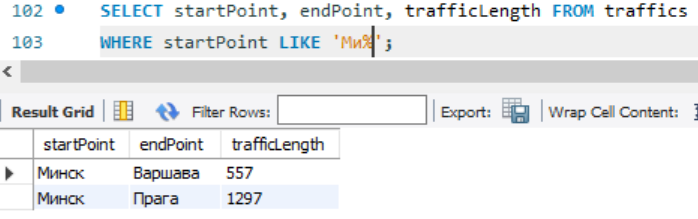 102 SELECT startPoint, endPoint, trafficLength FROM traffics
103 WHERE startPoint LIKE 'Ми%';
Result Grid Filter Rows: Export: Wrap Cell Content:
startPoint endPoint trafficLength
Минск Варшава 557
Минск Прага 1297